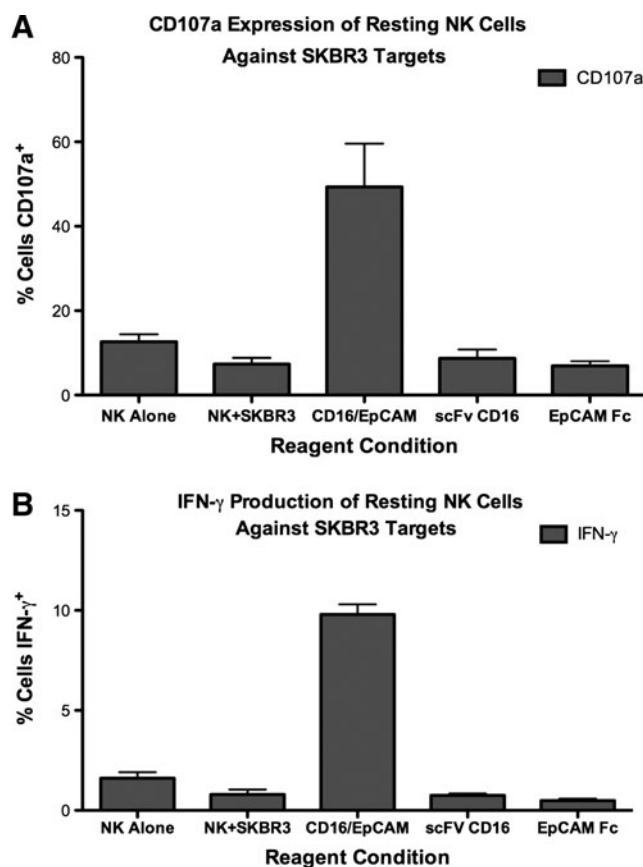 A
CD107a Expression of Resting NK Cells
Against SKBR3 Targets
CD107a
% Cells CD107a+
80
60
40
20
0
NK Alone NK+SKBR3 CD16/EpCAM scFv CD16 EpCAM Fc
Reagent Condition
B
IFN-γ Production of Resting NK Cells
Against SKBR3 Targets
IFN-γ
% Cells IFN-γ+
15
10
5
0
NK Alone NK+SKBR3 CD16/EpCAM scFV CD16 EpCAM Fc
Reagent Condition